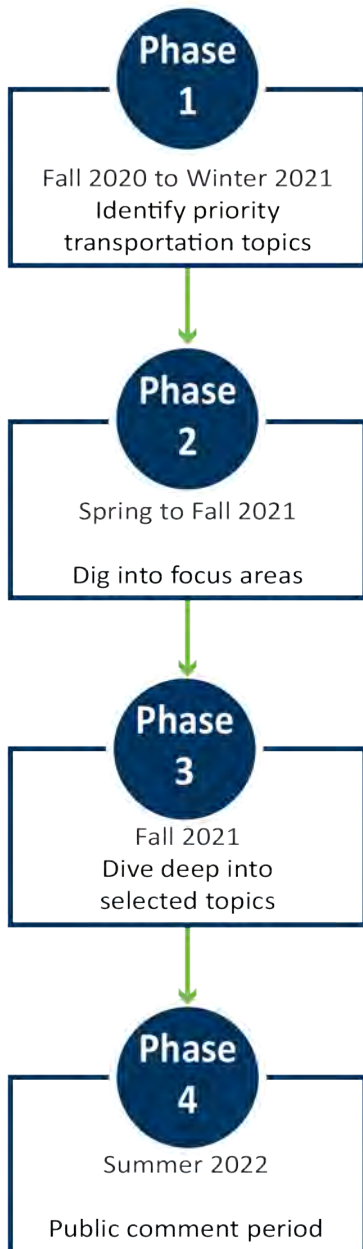 Phase
1
Fall 2020 to Winter 2021
Identify priority
transportation topics
Phase
2
Spring to Fall 2021
Dig into focus areas
Phase
3
Fall 2021
Dive deep into
selected topics
Phase
4
Summer 2022
Public comment period